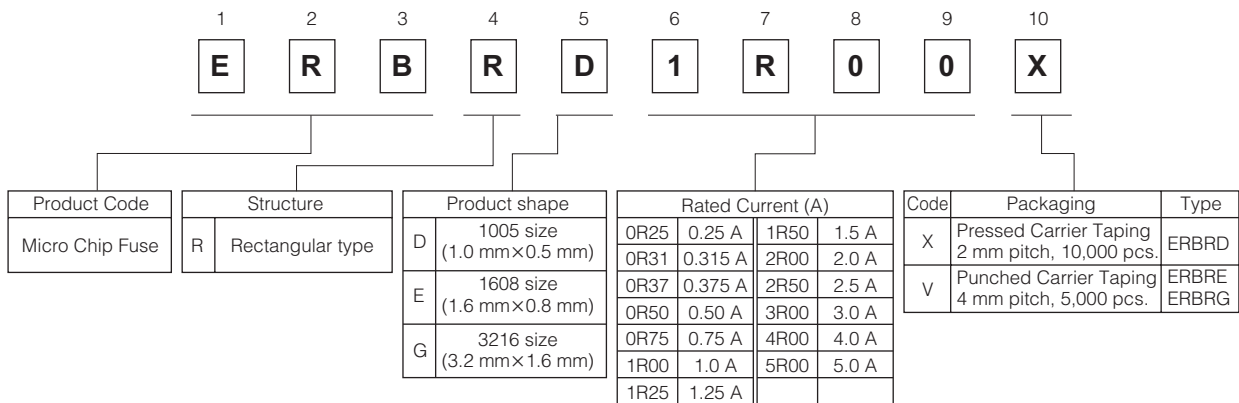 1 2 3 4 5 6 7 8 9 10
E R B R D 1 R 0 0 X
Product Code
Micro Chip Fuse
Structure
R Rectangular type
Product shape
D 1005 size
(1.0 mm×0.5 mm)
E 1608 size
(1.6 mm×0.8 mm)
G 3216 size
(3.2 mm×1.6 mm)
Rated Current (A)
0R25 0.25 A 1R50 1.5 A
0R31 0.315 A 2R00 2.0 A
0R37 0.375 A 2R50 2.5 A
0R50 0.50 A 3R00 3.0 A
0R75 0.75 A 4R00 4.0 A
1R00 1.0 A 5R00 5.0 A
1R25 1.25 A
Code Packaging Type
X Pressed Carrier Taping
2 mm pitch, 10,000 pcs. ERBRD
V Punched Carrier Taping
4 mm pitch, 5,000 pcs. ERBRE
ERBRG